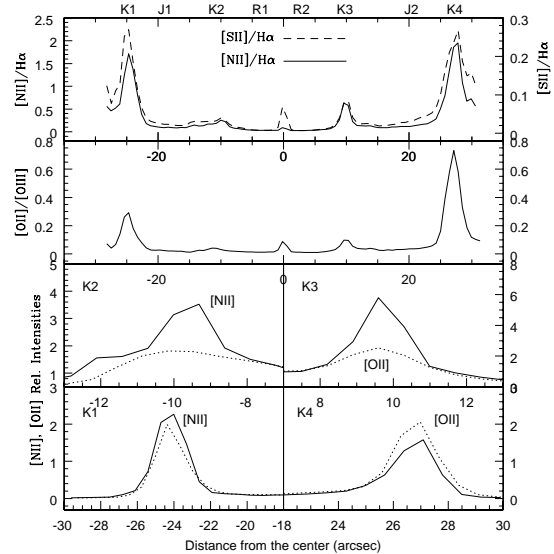 K1 J1 K2 R1 R2 K3 J2 K4
[SII]/Hα
[NII]/Hα
[NII]/Hα
[SII]/Hα
2.5
2
1.5
1
0.5
0
0.3
0.2
0.1
0
-20 0 20
[OII]/[OIII]
0.8
0.6
0.4
0.2
0
0.8
0.6
0.4
0.2
0
-20 0 20
[NII], [OII] Rel. Intensities
K2
[NII]
K3
[OII]
5
4
3
2
1
8
6
4
2
0
-12 -10 -8 8 10 12
K1
[NII]
K4
[OII]
3
2
1
0
3
2
1
0
-30 -28 -26 -24 -22 -20 -18 24 26 28 30
Distance from the center (arcsec)